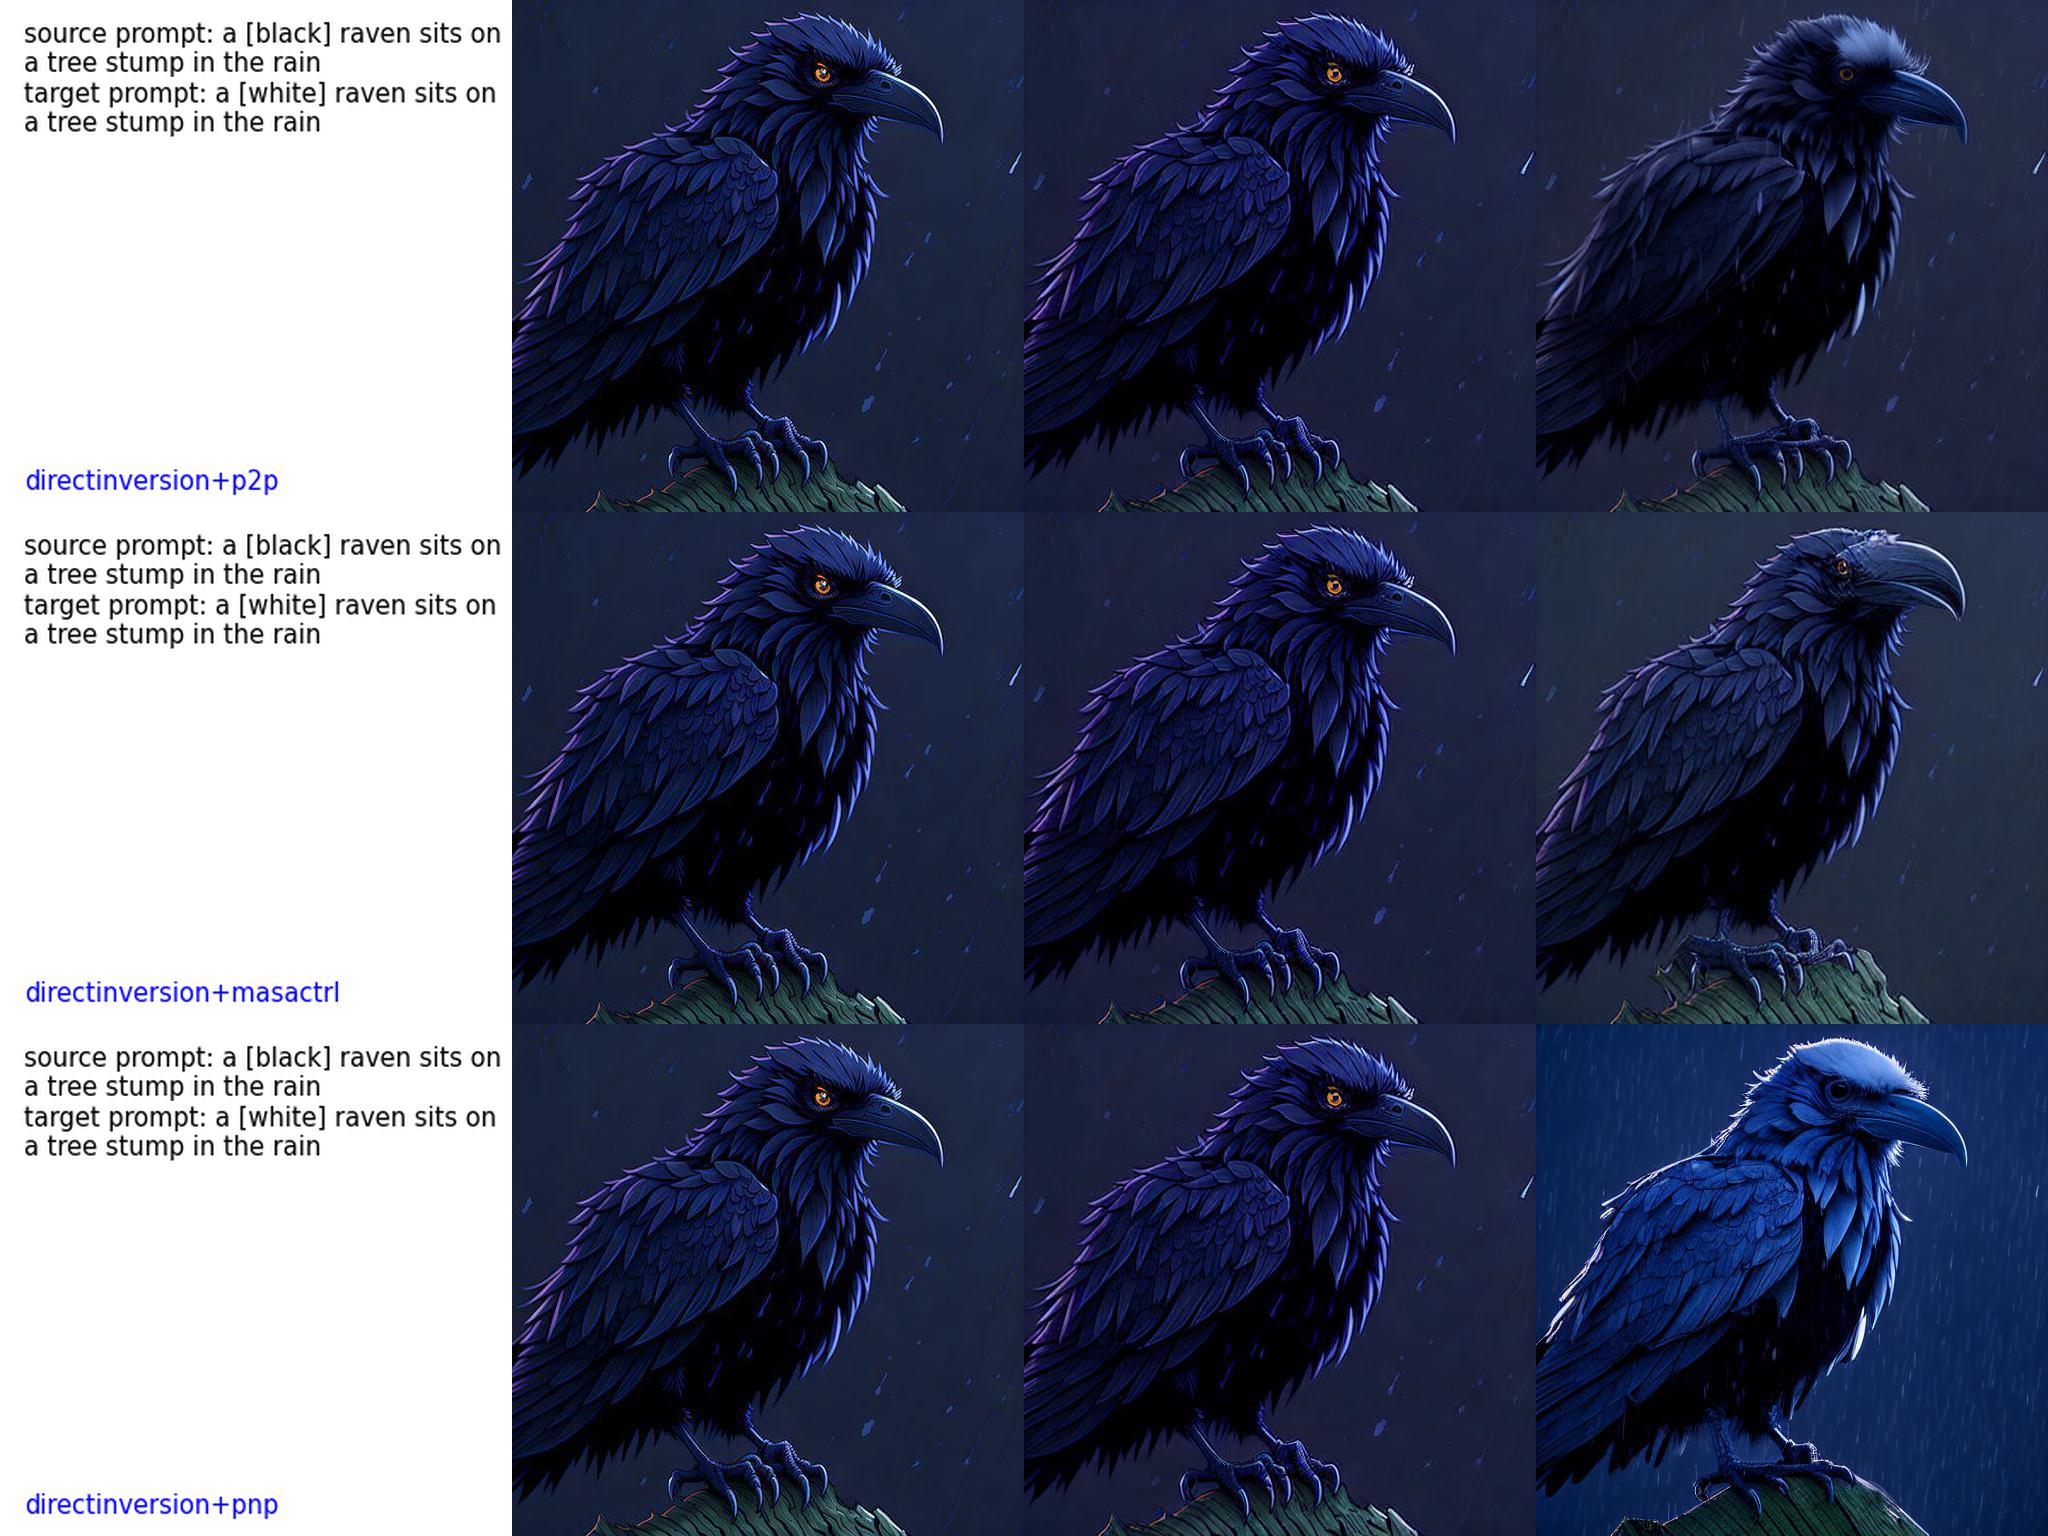 source prompt: a [black] raven sits on
a tree stump in the rain
target prompt: a [white] raven sits on
a tree stump in the rain
directinversion+p2p
source prompt: a [black] raven sits on
a tree stump in the rain
target prompt: a [white] raven sits on
a tree stump in the rain
directinversion+masactrl
source prompt: a [black] raven sits on
a tree stump in the rain
target prompt: a [white] raven sits on
a tree stump in the rain
directinversion+pnp